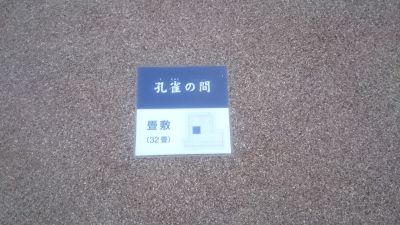 孔雀の間
畳敷
(32畳)